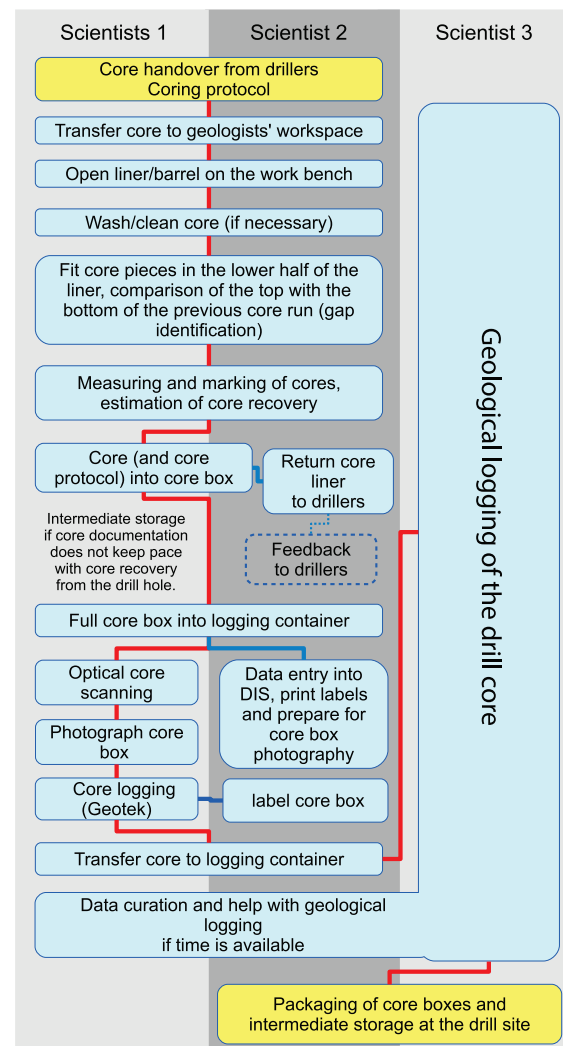 Scientists 1
Scientist 2
Scientist 3
Core handover from drillers
Coring protocol
Transfer core to geologists' workspace
Open liner/barrel on the work bench
Wash/clean core (if necessary)
Fit core pieces in the lower half of the
liner, comparison of the top with the
bottom of the previous core run (gap
identification)
Measuring and marking of cores,
estimation of core recovery
Core (and core
protocol) into core box
Return core
liner
to drillers
Intermediate storage
if core documentation
does not keep pace
with core recovery
from the drill hole.
Feedback
to drillers
Full core box into logging container
Optical core
scanning
Data entry into
DIS, print labels
and prepare for
core box
photography
Photograph core
box
Core logging
(Geotek)
label core box
Transfer core to logging container
Geological logging of the drill core
Data curation and help with geological
logging
if time is available
Packaging of core boxes and
intermediate storage at the drill site